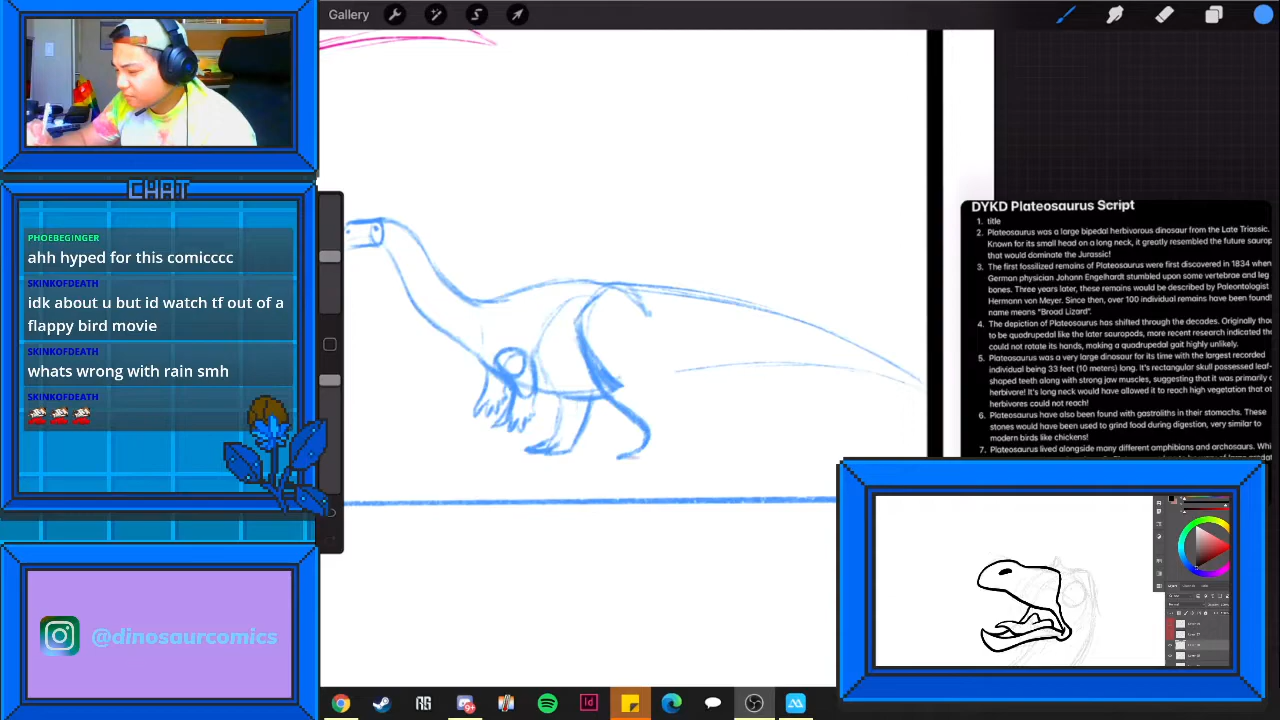 Gallery
CHAT
PHOEBEGINGER
ahh hyped for this comicccc
SKINKOFDEATH
idk about u but id watch tf out of a
flappy bird movie
SKINKOFDEATH
whats wrong with rain smh
SKINKOFDEATH
@dinosaurcomics
DYKD Plateosaurus Script
1. title
2. Plateosaurus was a large bipedal herbivorous dinosaur from the Late Triassic.
Known for its small head on a long neck, it greatly resembled the future saurop
that would dominate the Jurassic!
3. The first fossilized remains of Plateosaurus were first discovered in 1834 when
German physician Johann Engelhardt stumbled upon some vertebrae and leg
bones. Three years later, these remains would be described by Paleontologist
Hermann von Meyer. Since then, over 100 individual remains have been found!
name means "Broad Lizard".
4. The depiction of Plateosaurus has shifted through the decades. Originally thou
to be quadrupedal like the later sauropods, more recent research indicated th
could not rotate its hands, making a quadrupedal gait highly unlikely.
5. Plateosaurus was a very large dinosaur for its time with the largest recorded
individual being 33 feet (10 meters) long. It's rectangular skull possessed leaf-
shaped teeth along with strong jaw muscles, suggesting that it was primarily a
herbivore! It's long neck would have allowed it to reach high vegetation that ot
herbivores could not reach!
6. Plateosaurus have also been found with gastroliths in their stomachs. These
stones would have been used to grind food during digestion, very similar to
modern birds like chickens!
7. Plateosaurus lived alongside many different amphibians and archosaurs. Whi
Id